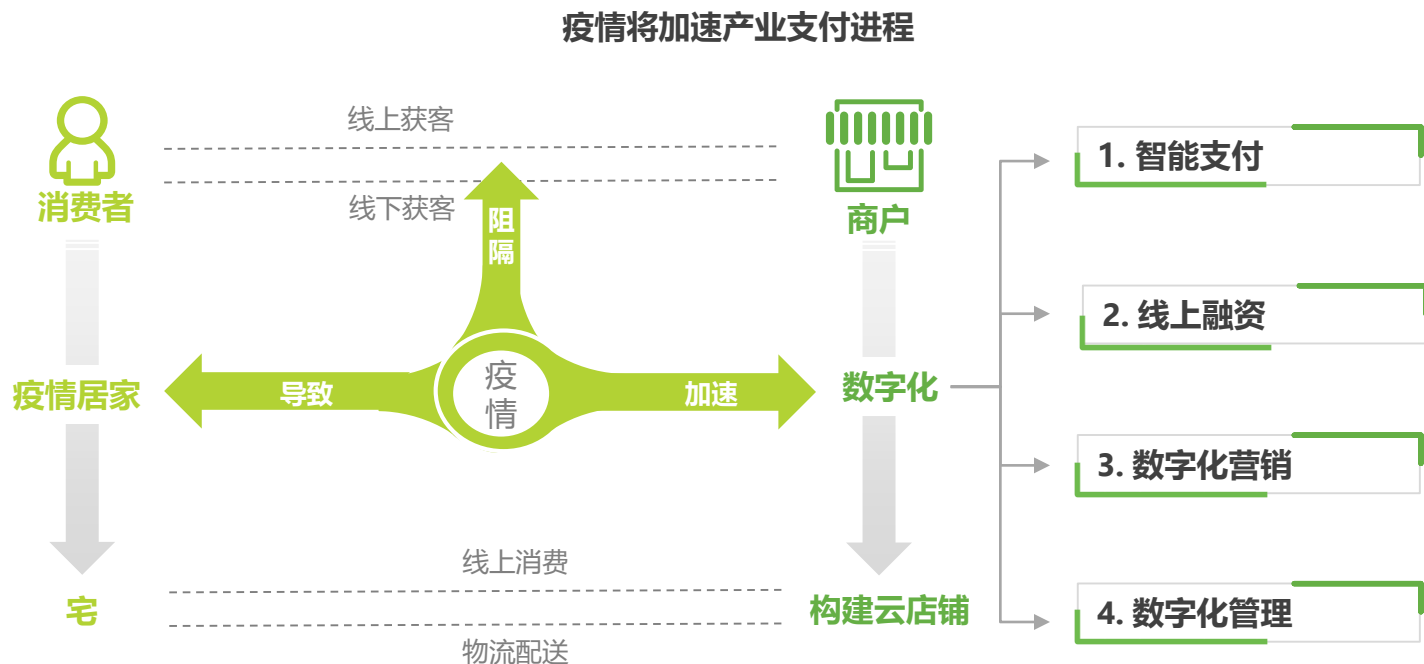 疫情将加速产业支付进程
线上获客
线下获客
消费者
商户
阻
隔
1. 智能支付
2. 线上融资
疫情居家
导致
疫
情
加速
数字化
3. 数字化营销
线上消费
宅
构建云店铺
4. 数字化管理
物流配送